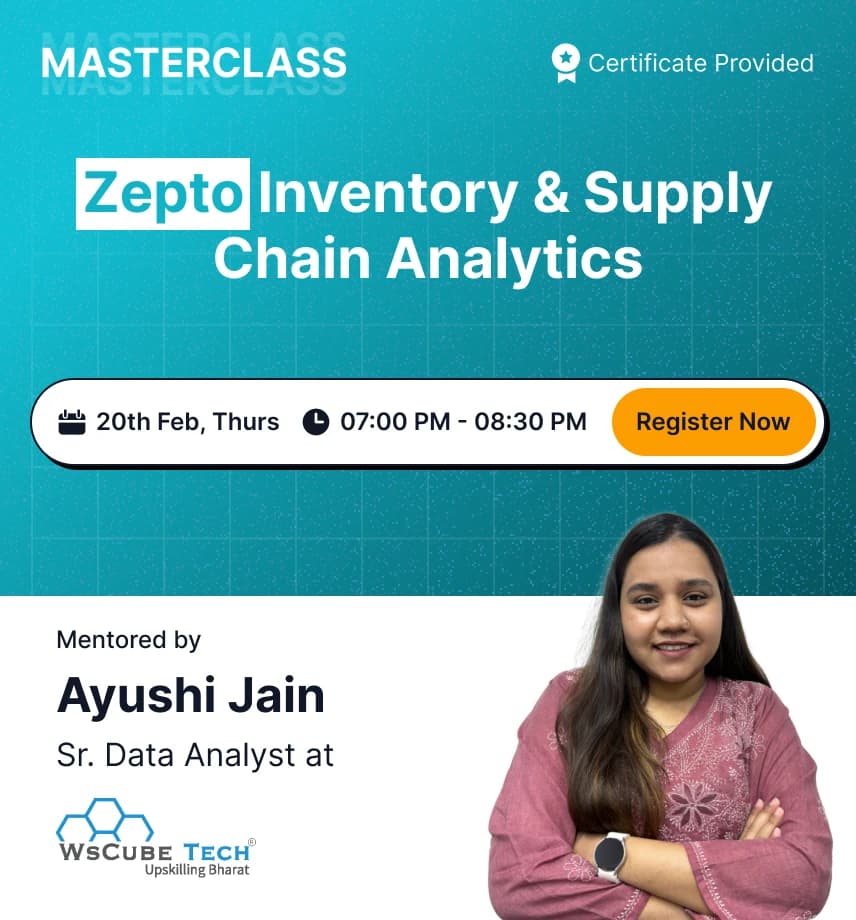 MASTERCLASS
Certificate Provided
Zepto Inventory & Supply
Chain Analytics
20th Feb, Thurs 07:00 PM - 08:30 PM Register Now
Mentored by
Ayushi Jain
Sr. Data Analyst at
WSCUBE TECH®
Upskilling Bharat